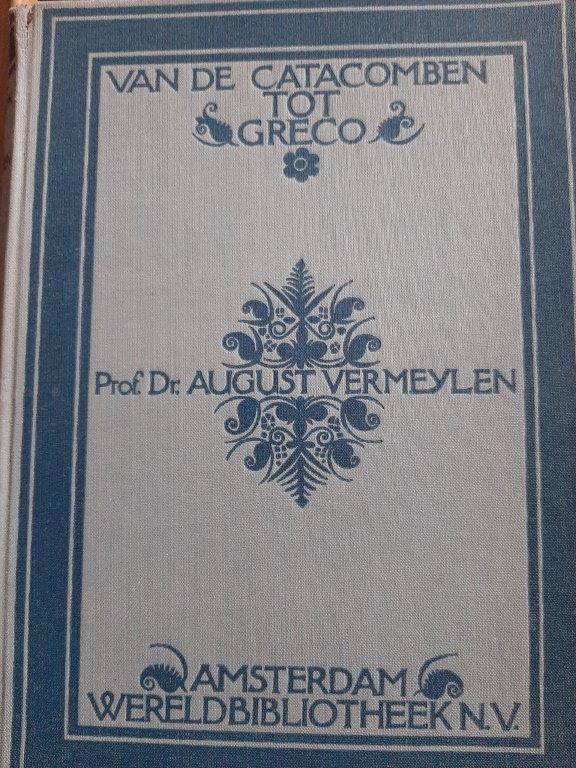 VAN DE CATACOMBEN
TOT
GRECO
Prof. Dr. AUGUST VERMEYLEN
AMSTERDAM
WERELDBIBLIOTHEEK N.V.